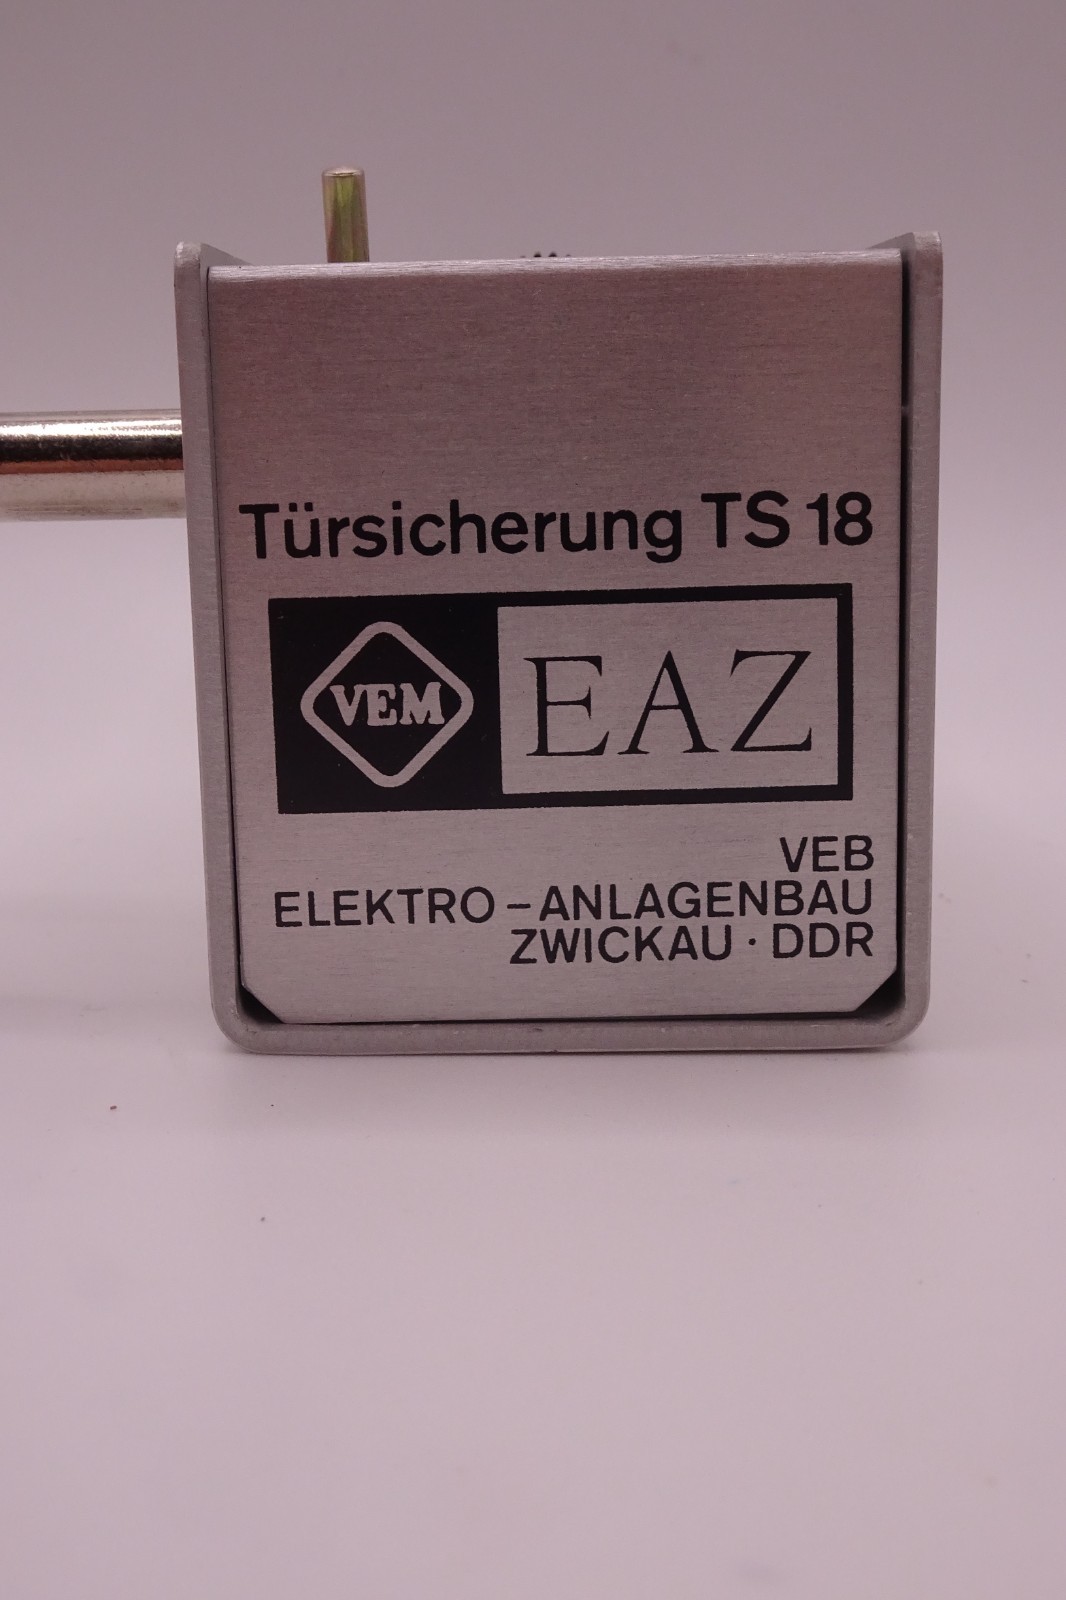 Türsicherung TS 18
VEM EAZ
VEB
ELEKTRO-ANLAGENBAU
ZWICKAU · DDR